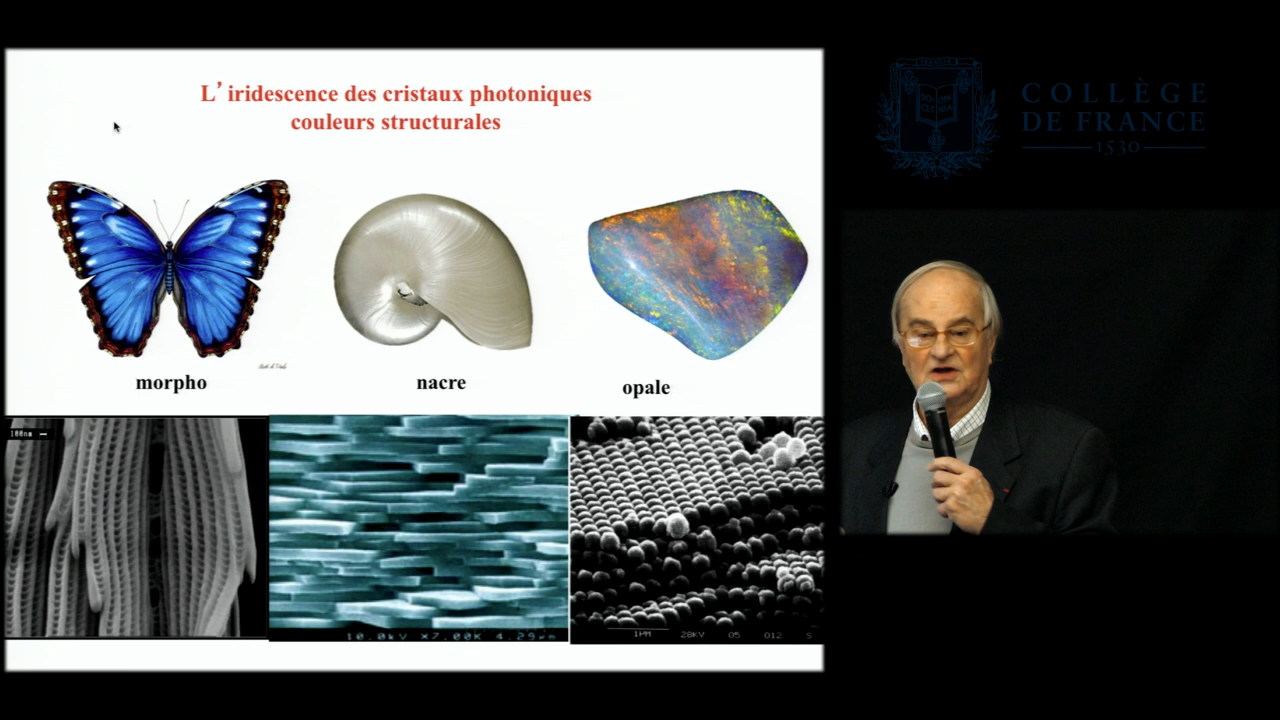 L’ iridescence des cristaux photoniques
couleurs structurales
morpho
nacre
opale
100nm
10.0kV X7.00K 4.29µm
1PM 28KV 05 012 S
COLLÈGE
DE FRANCE
1530